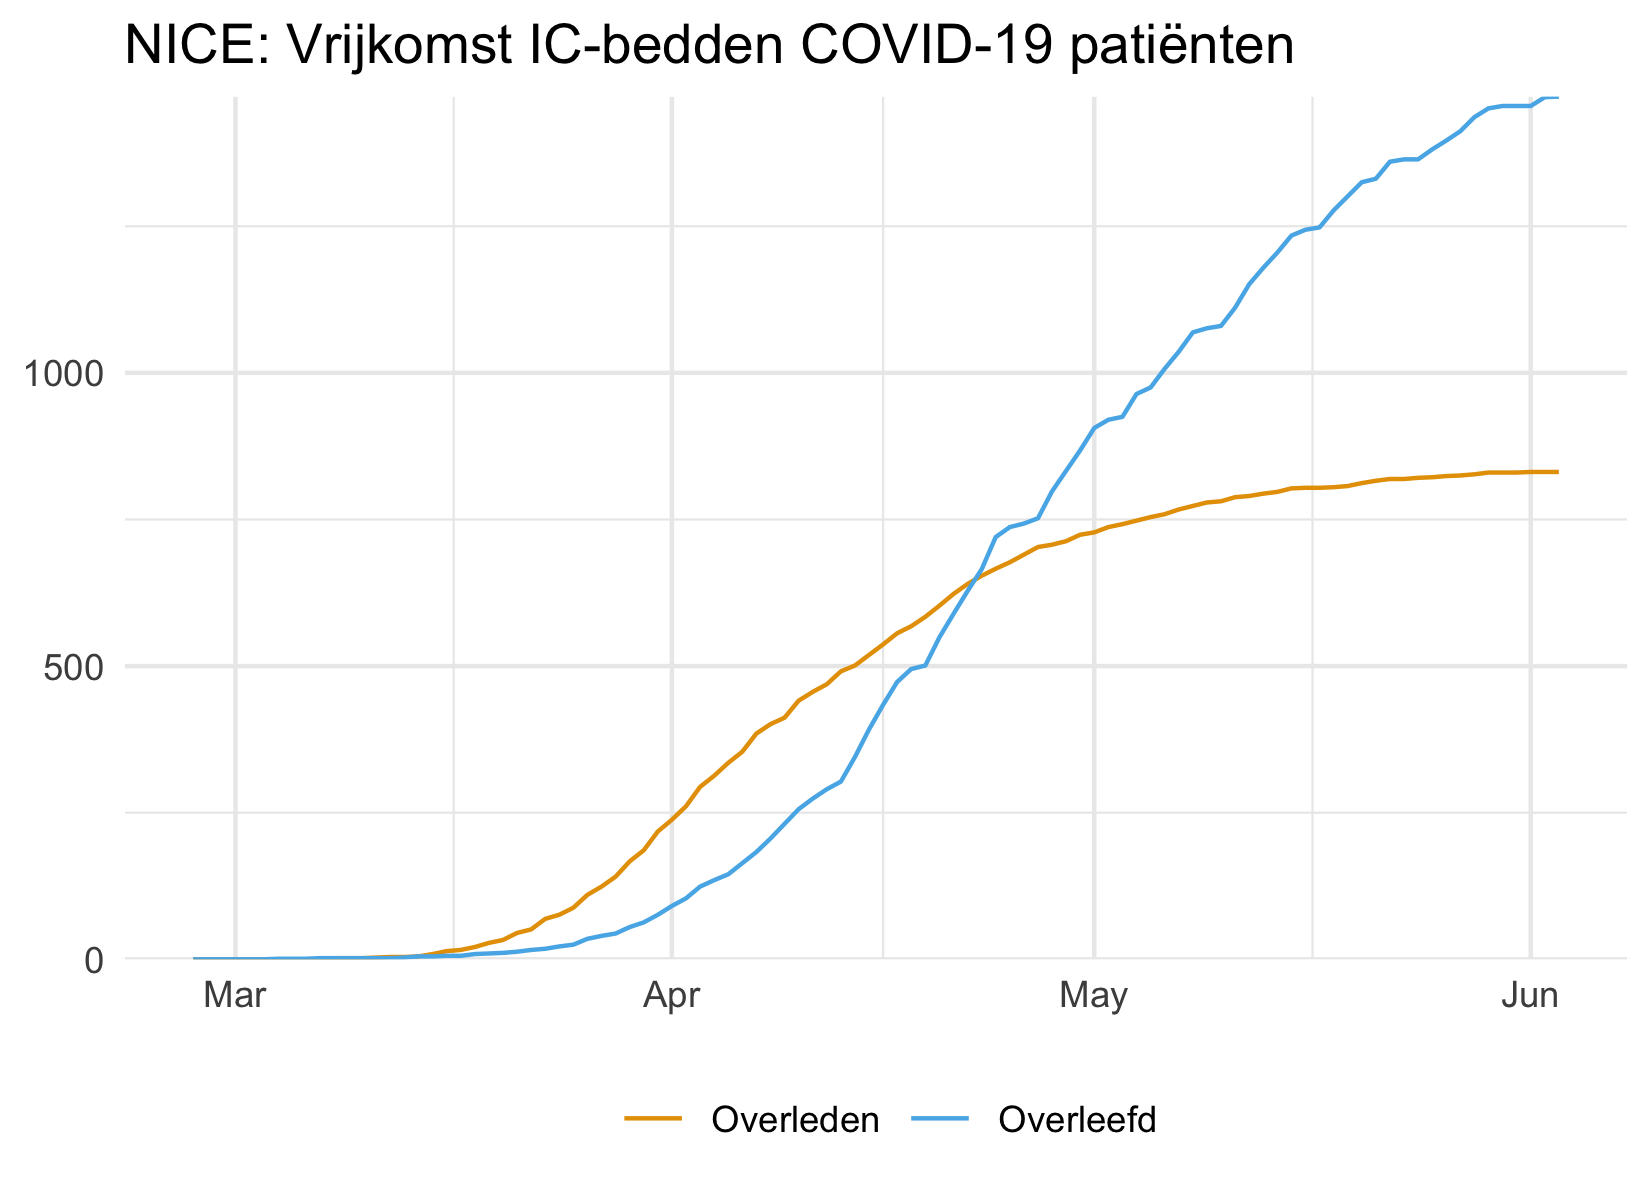 NICE: Vrijkomst IC-bedden COVID-19 patiënten
1000
500
0
Mar Apr May Jun
Overleden Overleefd